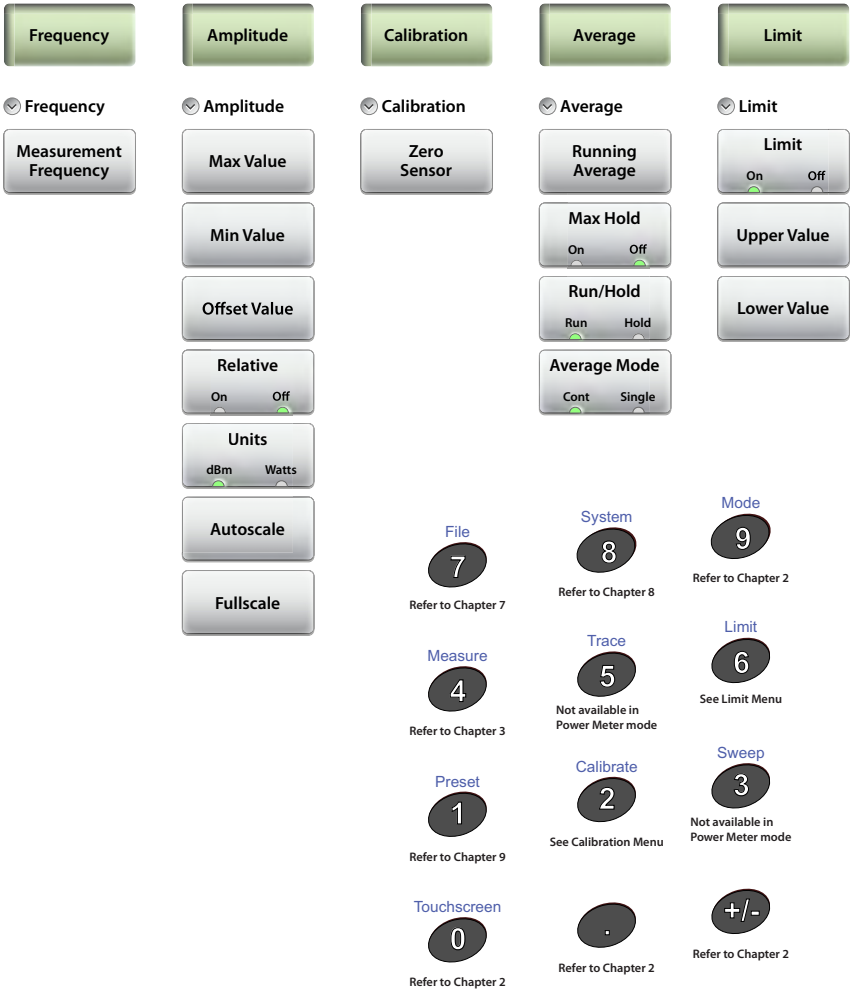 Frequency
Amplitude
Calibration
Average
Limit
Frequency
Measurement
Frequency
Amplitude
Max Value
Min Value
Offset Value
Relative
On Off
Units
dBm Watts
Autoscale
Fullscale
Calibration
Zero
Sensor
Average
Running
Average
Max Hold
On Off
Run/Hold
Run Hold
Average Mode
Cont Single
Limit
Limit
On Off
Upper Value
Lower Value
File
7
Refer to Chapter 7
System
8
Refer to Chapter 8
Mode
9
Refer to Chapter 2
Measure
4
Refer to Chapter 3
Trace
5
Not available in
Power Meter mode
Limit
6
See Limit Menu
Preset
1
Refer to Chapter 9
Calibrate
2
See Calibration Menu
Sweep
3
Not available in
Power Meter mode
Touchscreen
0
Refer to Chapter 2
.
Refer to Chapter 2
+/-
Refer to Chapter 2